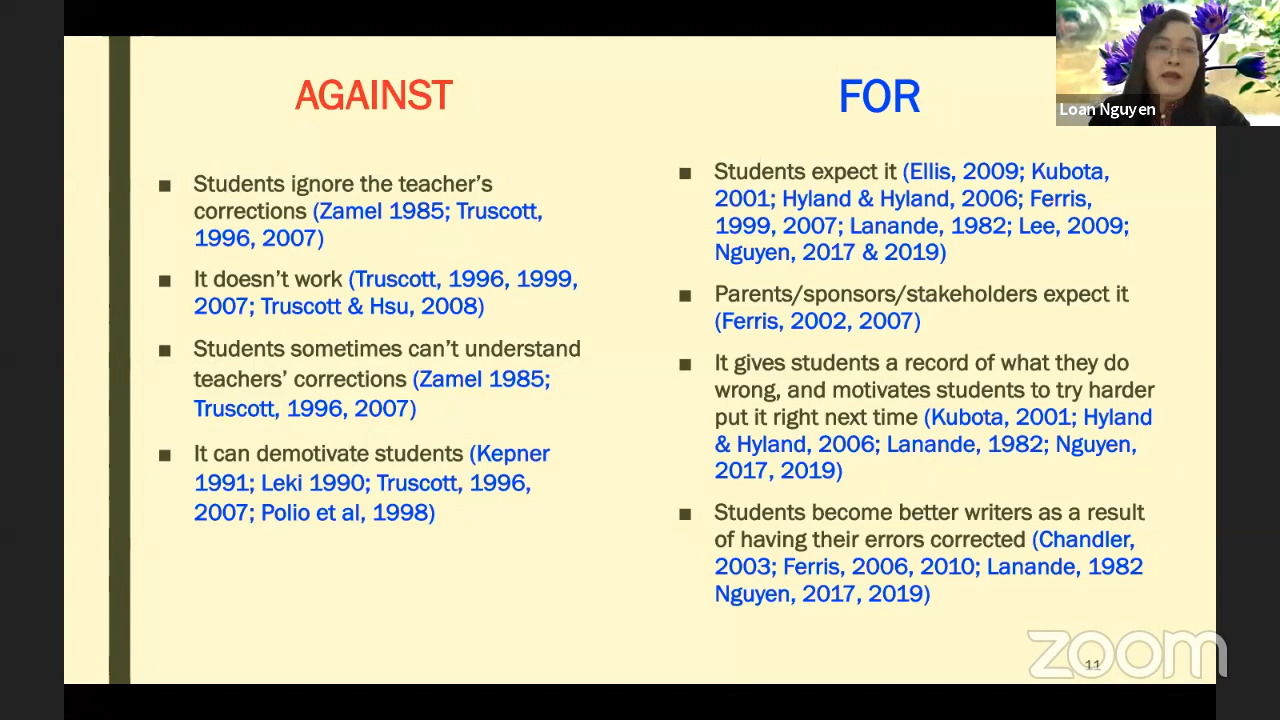 AGAINST
■ Students ignore the teacher's
corrections (Zamel 1985; Truscott,
1996, 2007)
■ It doesn't work (Truscott, 1996, 1999,
2007; Truscott & Hsu, 2008)
■ Students sometimes can't understand
teachers' corrections (Zamel 1985;
Truscott, 1996, 2007)
■ It can demotivate students (Kepner
1991; Leki 1990; Truscott, 1996,
2007; Polio et al, 1998)
FOR
■ Students expect it (Ellis, 2009; Kubota,
2001; Hyland & Hyland, 2006; Ferris,
1999, 2007; Lanande, 1982; Lee, 2009;
Nguyen, 2017 & 2019)
■ Parents/sponsors/stakeholders expect it
(Ferris, 2002, 2007)
■ It gives students a record of what they do
wrong, and motivates students to try harder
put it right next time (Kubota, 2001; Hyland
& Hyland, 2006; Lanande, 1982; Nguyen,
2017, 2019)
■ Students become better writers as a result
of having their errors corrected (Chandler,
2003; Ferris, 2006, 2010; Lanande, 1982
Nguyen, 2017, 2019)
Loan Nguyen
zoom
11